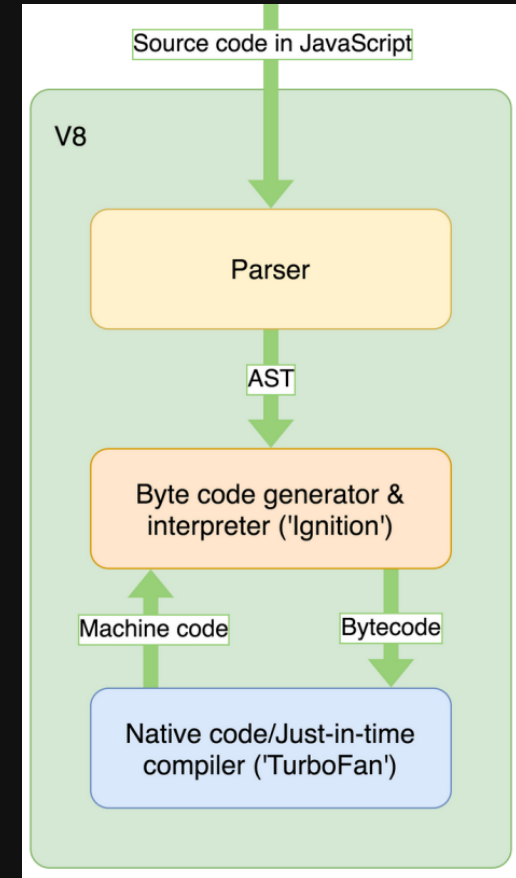 Source code in JavaScript
V8
Parser
AST
Byte code generator &
interpreter ('Ignition')
Machine code
Bytecode
Native code/Just-in-time
compiler ('TurboFan')